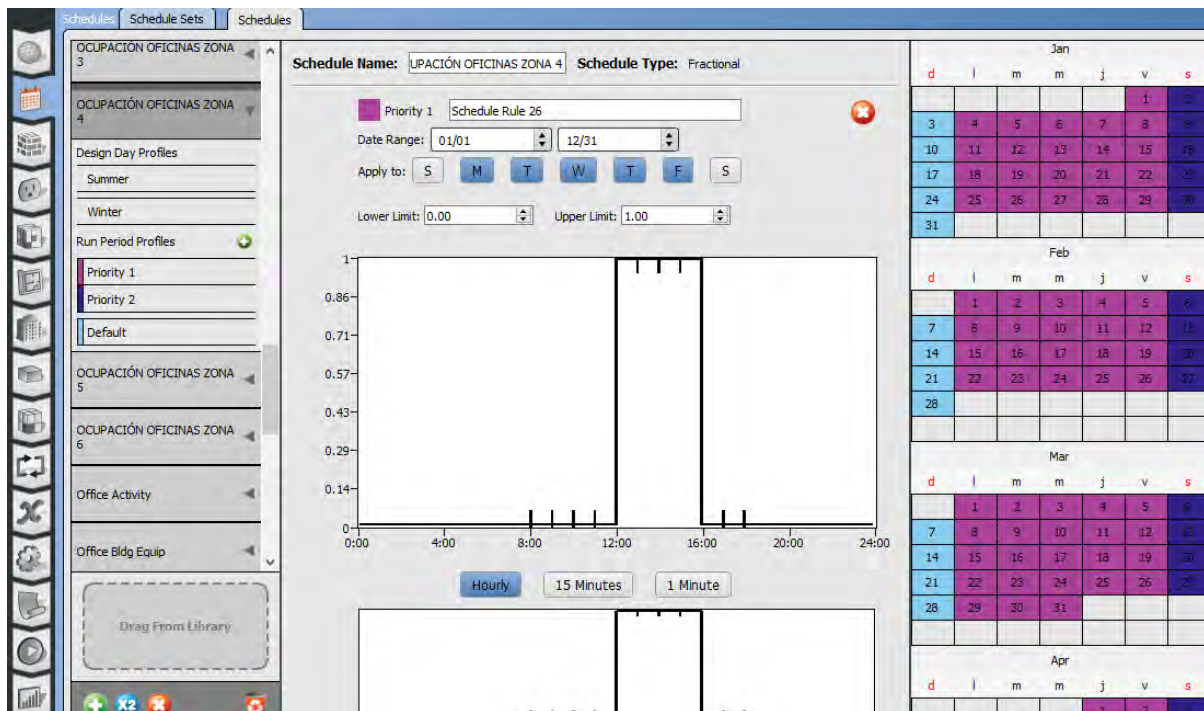 Schedules Schedule Sets Schedules
OCUPACIÓN OFICINAS ZONA
3
OCUPACIÓN OFICINAS ZONA
4
Design Day Profiles
Summer
Winter
Run Period Profiles
Priority 1
Priority 2
Default
OCUPACIÓN OFICINAS ZONA
5
OCUPACIÓN OFICINAS ZONA
6
Office Activity
Office Bldg Equip
Drag From Library
X2
Schedule Name: UPACIÓN OFICINAS ZONA 4 Schedule Type: Fractional
Priority 1 Schedule Rule 26
Date Range: 01/01 12/31
Apply to: S M T W T F S
Lower Limit: 0.00 Upper Limit: 1.00
1
0.86
0.71
0.57
0.43
0.29
0.14
0
0:00 4:00 8:00 12:00 16:00 20:00 24:00
Hourly 15 Minutes 1 Minute
Jan
d l m m j v s
1
3 4 5 6 7 8
10 11 12 13 14 15
17 18 19 20 21 22
24 25 26 27 28 29 30
31
Feb
d l m m j v s
1 2 3 4 5 6
7 8 9 10 11 12
14 15 16 17 18 19
21 22 23 24 25 26 27
28
Mar
d l m m j v s
1 2 3 4 5
7 8 9 10 11 12
14 15 16 17 18 19
21 22 23 24 25 26
28 29 30 31
Apr
d l m m j v s
1 2